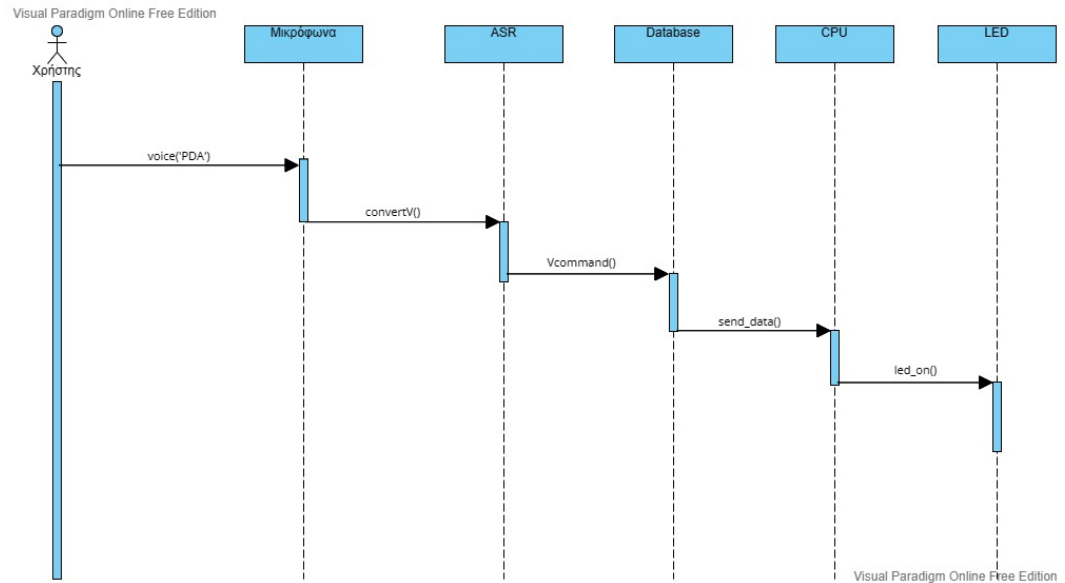 Visual Paradigm Online Free Edition
Μικρόφωνα
ASR
Database
CPU
LED
Χρήστης
voice('PDA')
convertV()
Vcommand()
send_data()
led_on()
Visual Paradigm Online Free Edition